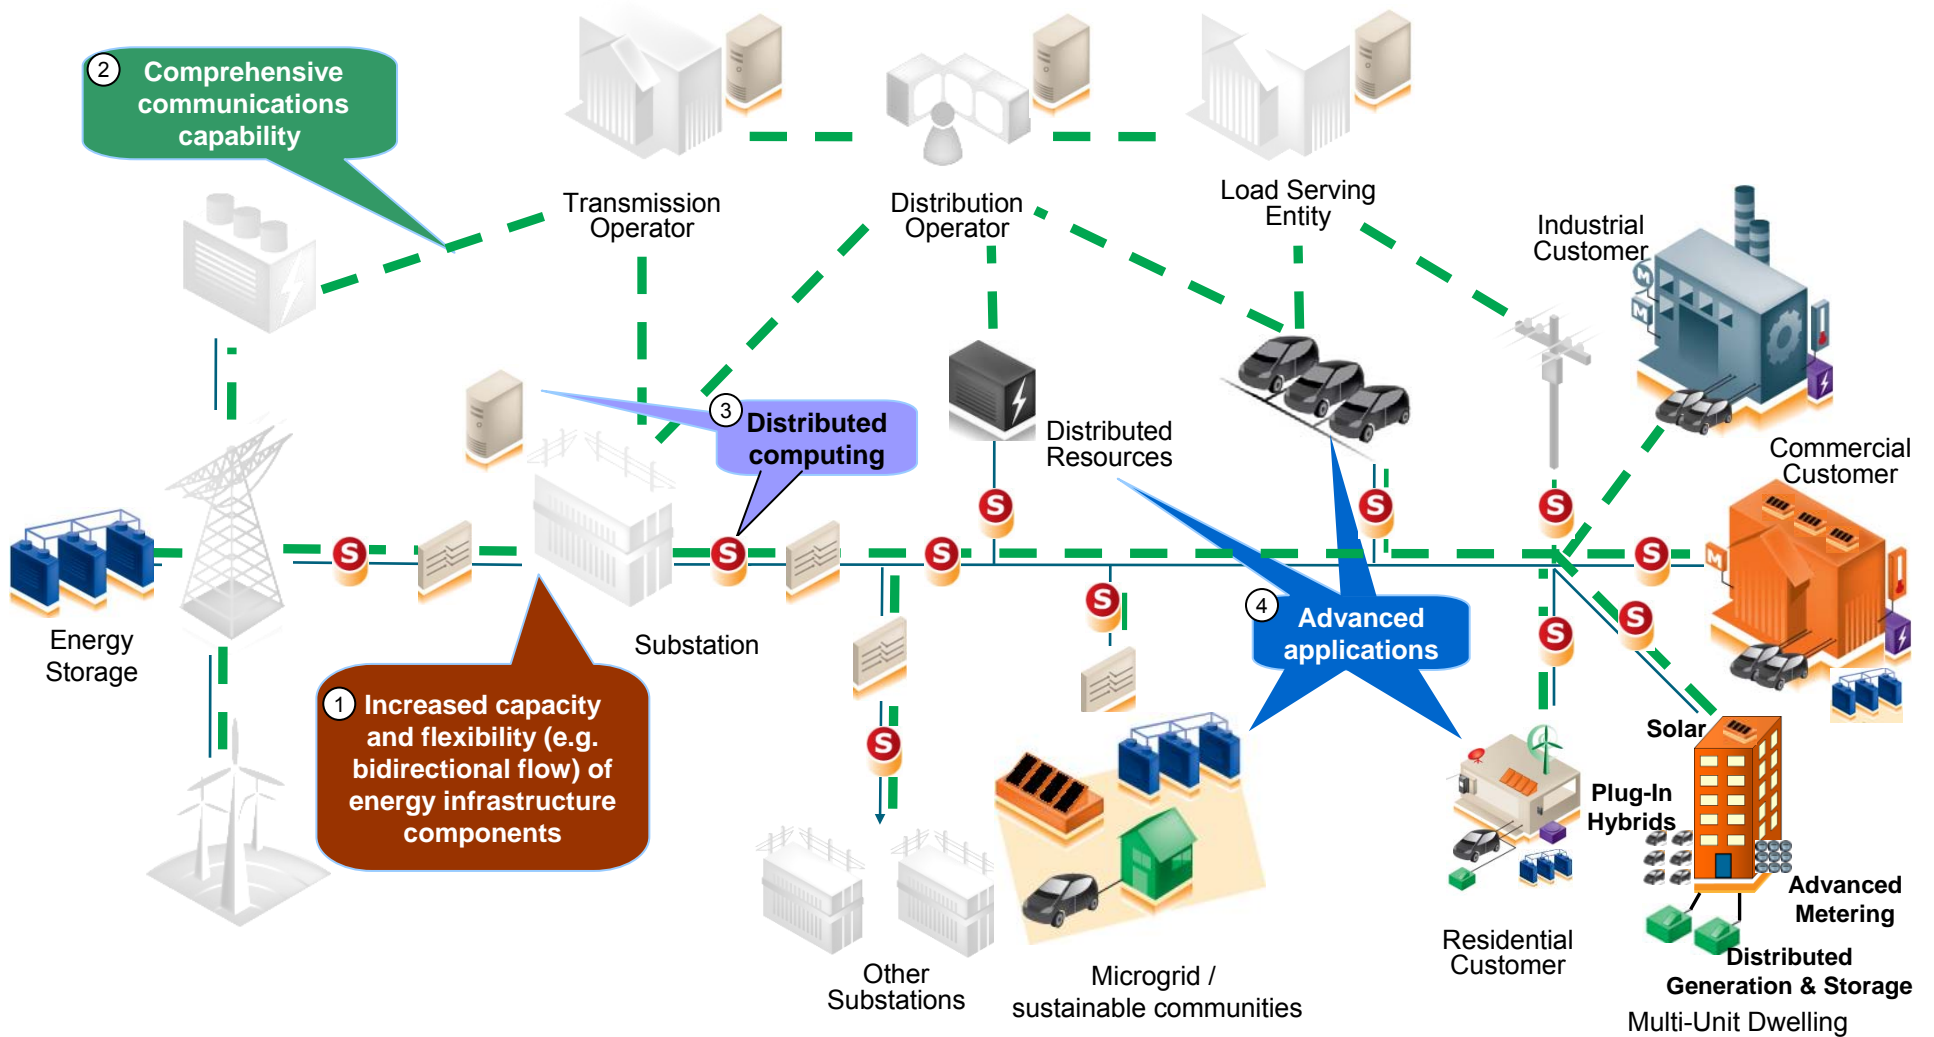 2
Comprehensive
communications
capability
Transmission
Operator
Distribution
Operator
Load Serving
Entity
Industrial
Customer
M
M
3
Distributed
computing
Distributed
Resources
Commercial
Customer
S
S
S
S
S
S
S
S
S
S
S
S
M
Energy
Storage
Substation
1
Increased capacity
and flexibility (e.g.
bidirectional flow) of
energy infrastructure
components
4
Advanced
applications
Solar
Plug-In
Hybrids
Advanced
Metering
Distributed
Generation & Storage
Multi-Unit Dwelling
Residential
Customer
Other
Substations
Microgrid /
sustainable communities